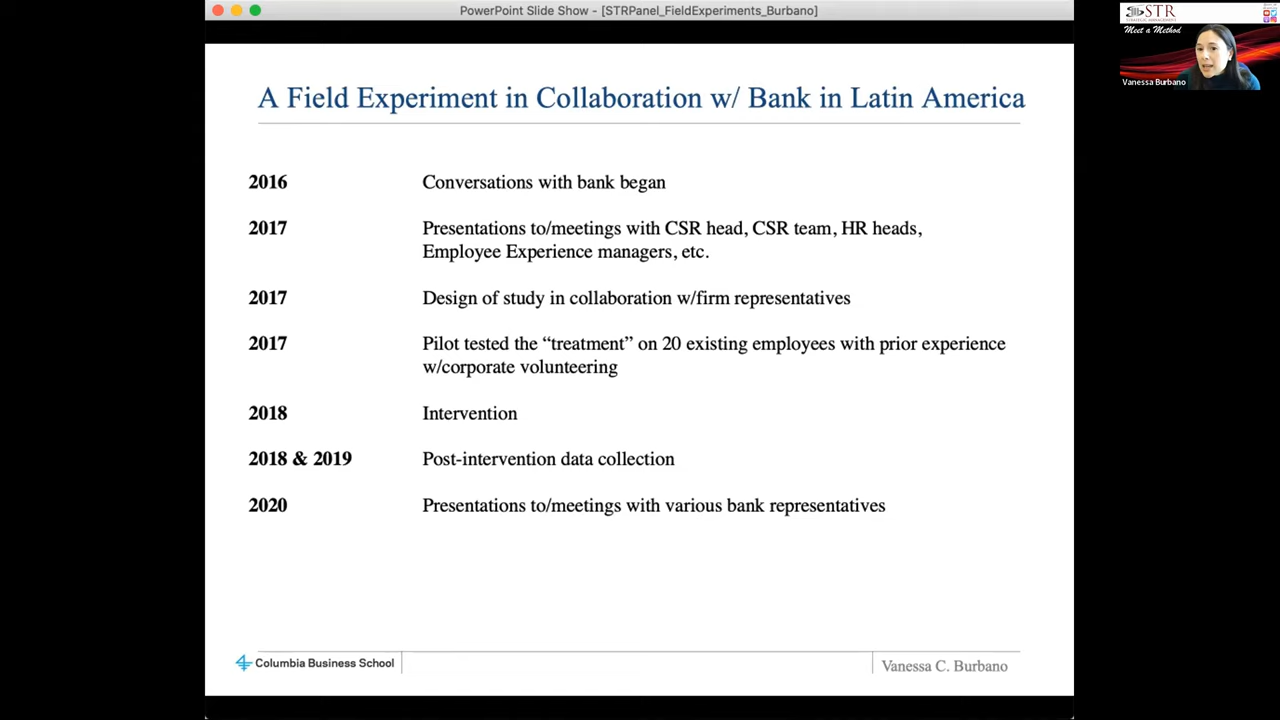 PowerPoint Slide Show - [STRPanel_FieldExperiments_Burbano]
STR
Meet a Method
Vanessa Burbano
A Field Experiment in Collaboration w/ Bank in Latin America
2016 Conversations with bank began
2017 Presentations to/meetings with CSR head, CSR team, HR heads,
Employee Experience managers, etc.
2017 Design of study in collaboration w/firm representatives
2017 Pilot tested the “treatment” on 20 existing employees with prior experience
w/corporate volunteering
2018 Intervention
2018 & 2019 Post-intervention data collection
2020 Presentations to/meetings with various bank representatives
Columbia Business School
Vanessa C. Burbano